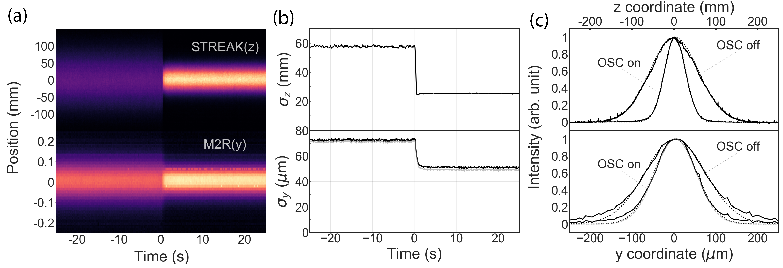 (a)
STREAK(z)
100
50
0
-50
-100
M2R(y)
0.2
0.1
0
-0.1
-0.2
Position (mm)
-20
-10
0
10
20
Time (s)
(b)
60
40
20
σz (mm)
80
60
40
20
0
σy (μm)
-20
-10
0
10
20
Time (s)
(c)
z coordinate (mm)
-200
-100
0
100
200
1
0.8
0.6
0.4
0.2
0
OSC on
OSC off
1
0.8
0.6
0.4
0.2
0
OSC on
OSC off
Intensity (arb. unit)
-200
-100
0
100
200
y coordinate (μm)